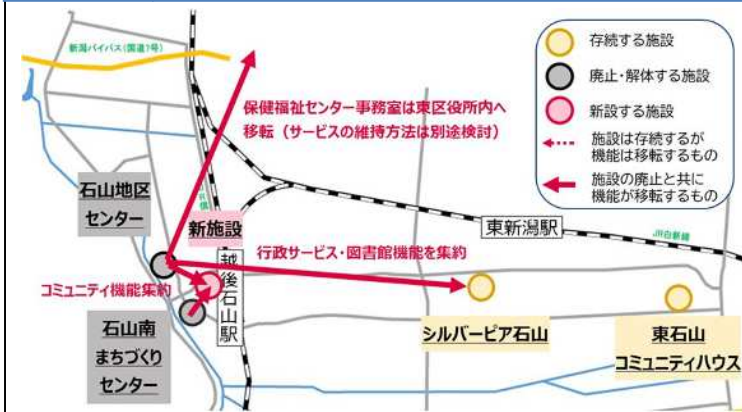 新潟バイパス(国道7号)
保健福祉センター事務室は東区役所内へ
移転(サービスの維持方法は別途検討)
存続する施設
廃止・解体する施設
新設する施設
施設は存続するが
機能は移転するもの
施設の廃止と共に
機能が移転するもの
石山地区
センター
新施設
東新潟駅
JR白新線
行政サービス・図書館機能を集約
越後石山駅
コミュニティ機能集約
石山南
まちづくり
センター
シルバーピア石山
東石山
コミュニティハウス